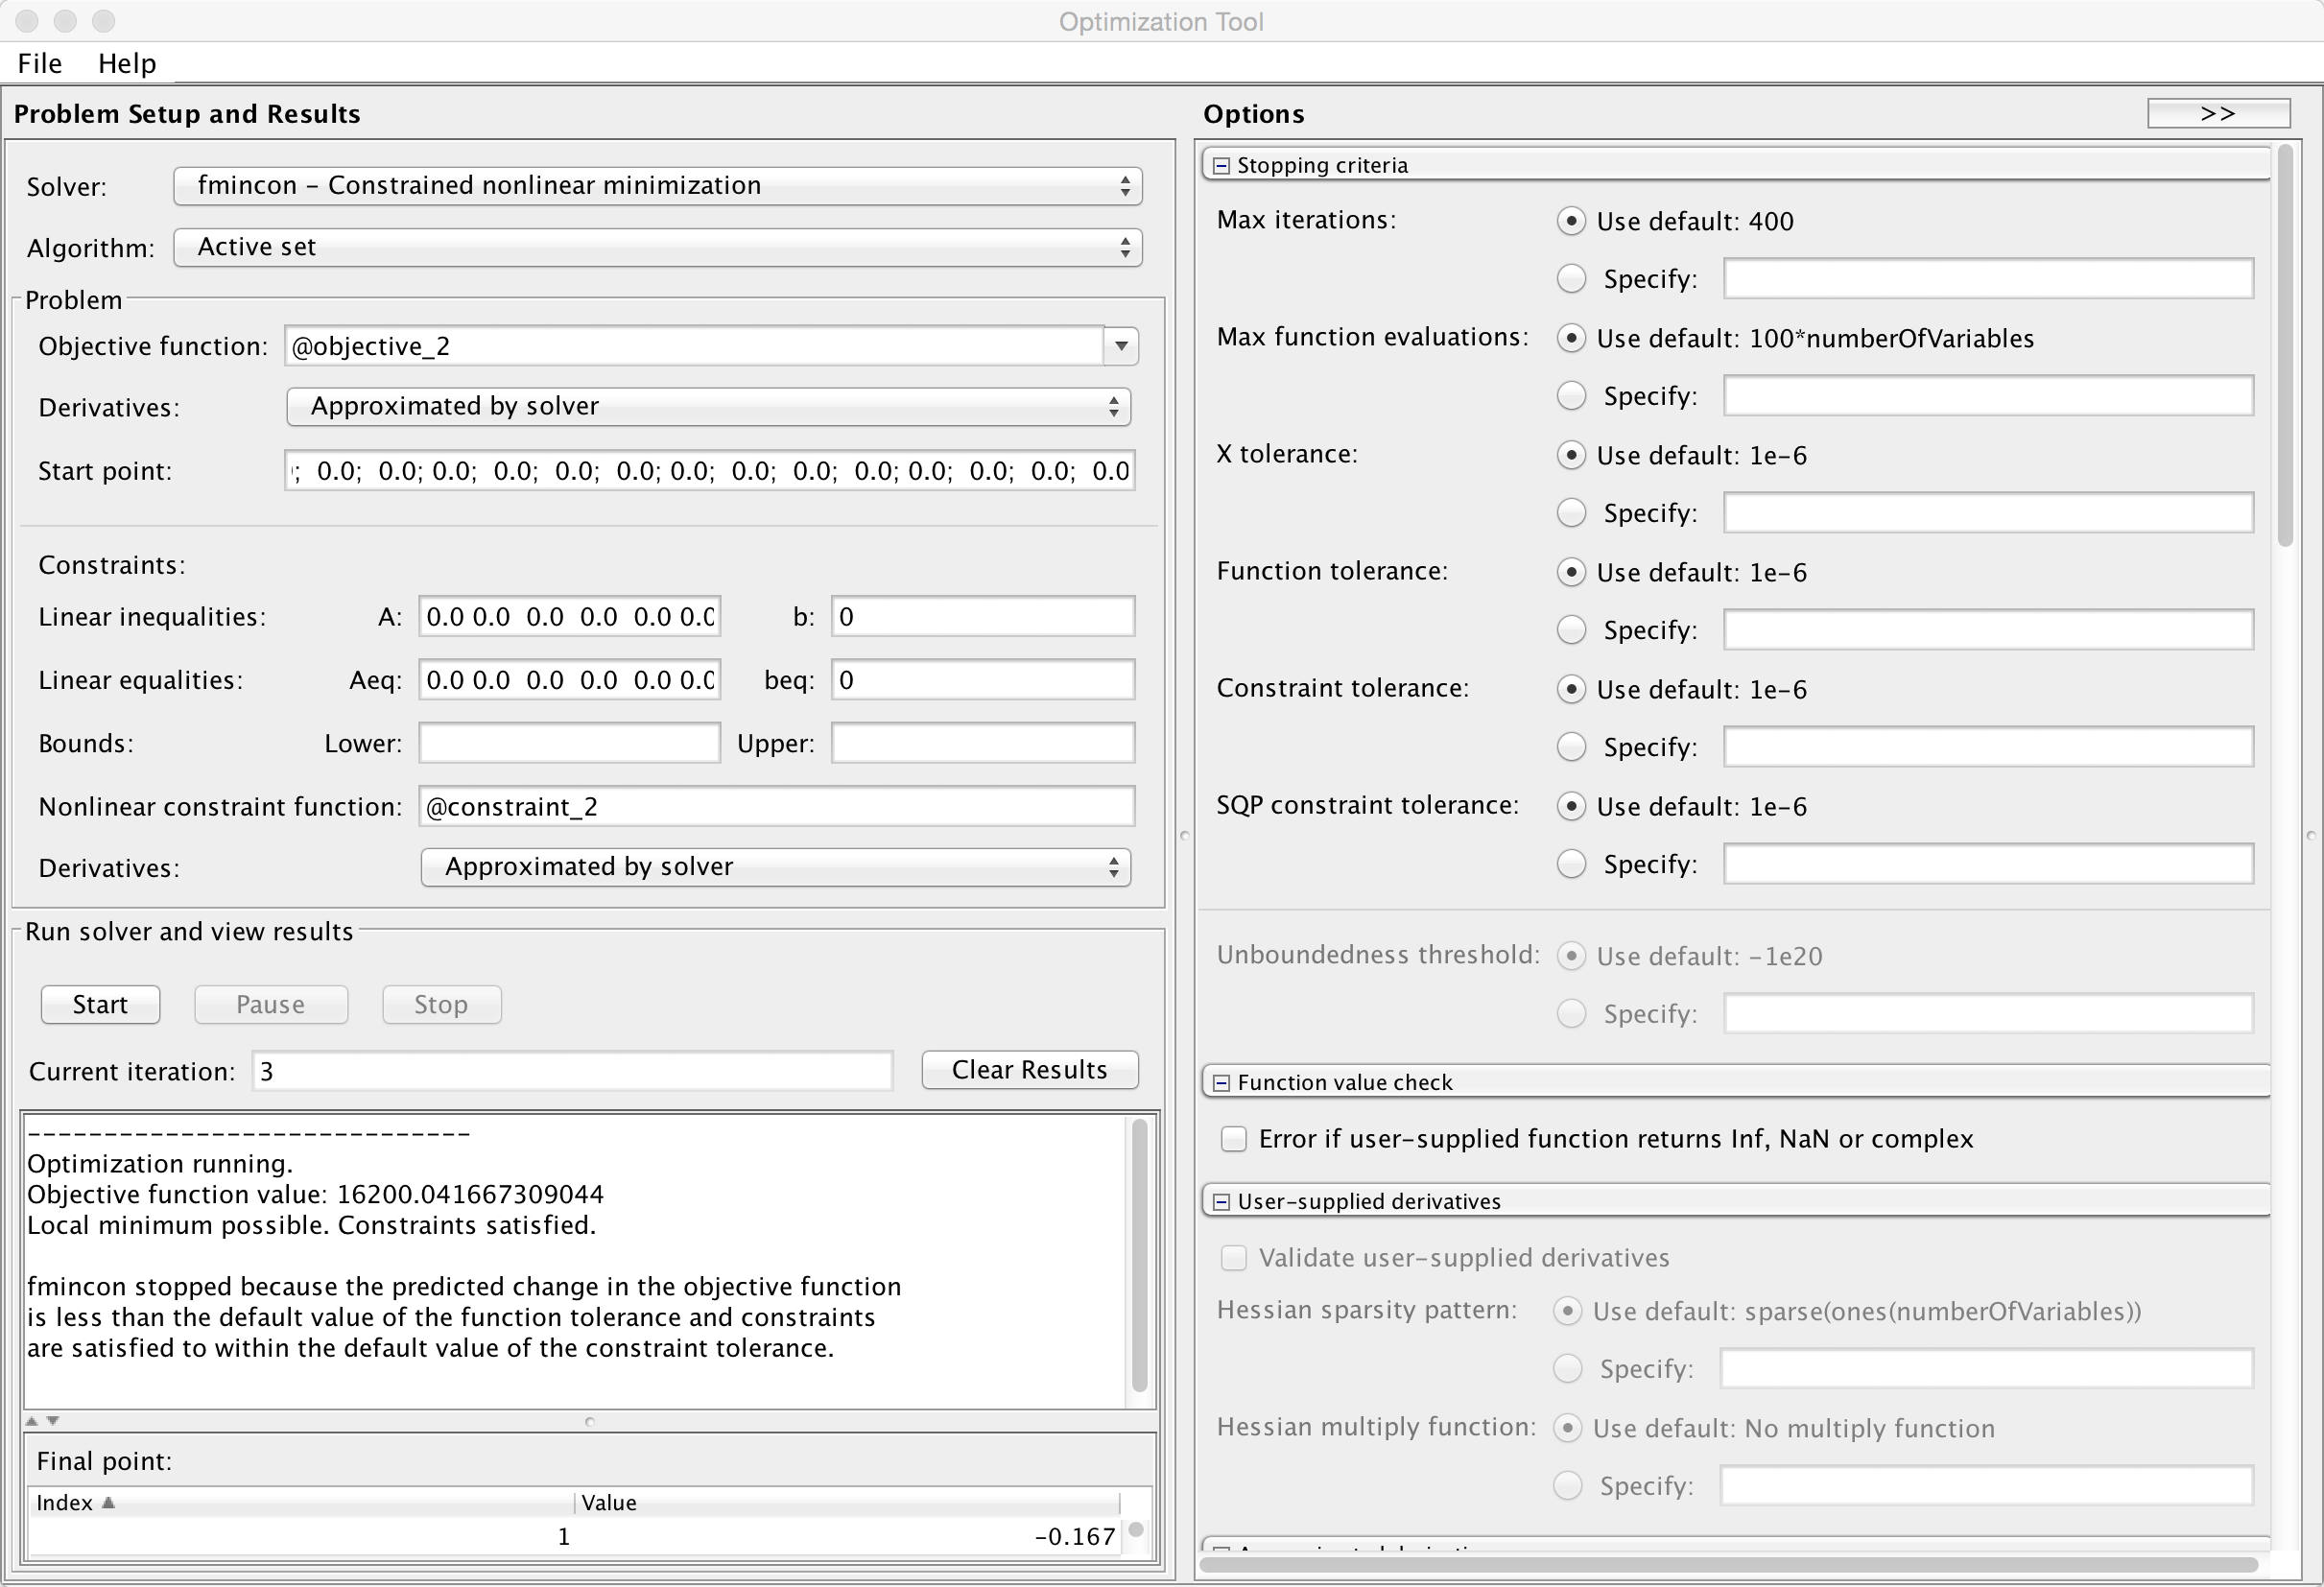 Optimization Tool
File Help
Problem Setup and Results
Solver: fmincon - Constrained nonlinear minimization
Algorithm: Active set
Problem
Objective function: @objective_2
Derivatives: Approximated by solver
Start point: ; 0.0; 0.0; 0.0; 0.0; 0.0; 0.0; 0.0; 0.0; 0.0; 0.0; 0.0; 0.0; 0.0; 0.0
Constraints:
Linear inequalities: A: 0.0 0.0 0.0 0.0 0.0 0.0 b: 0
Linear equalities: Aeq: 0.0 0.0 0.0 0.0 0.0 0.0 beq: 0
Bounds: Lower: Upper:
Nonlinear constraint function: @constraint_2
Derivatives: Approximated by solver
Run solver and view results
Start Pause Stop
Current iteration: 3 Clear Results
-----------------------------
Optimization running.
Objective function value: 16200.041667309044
Local minimum possible. Constraints satisfied.
fmincon stopped because the predicted change in the objective function
is less than the default value of the function tolerance and constraints
are satisfied to within the default value of the constraint tolerance.
Final point:
Index Value
1 -0.167
Options >>
Stopping criteria
Max iterations: Use default: 400
Specify:
Max function evaluations: Use default: 100*numberOfVariables
Specify:
X tolerance: Use default: 1e-6
Specify:
Function tolerance: Use default: 1e-6
Specify:
Constraint tolerance: Use default: 1e-6
Specify:
SQP constraint tolerance: Use default: 1e-6
Specify:
Unboundedness threshold: Use default: -1e20
Specify:
Function value check
Error if user-supplied function returns Inf, NaN or complex
User-supplied derivatives
Validate user-supplied derivatives
Hessian sparsity pattern: Use default: sparse(ones(numberOfVariables))
Specify:
Hessian multiply function: Use default: No multiply function
Specify: